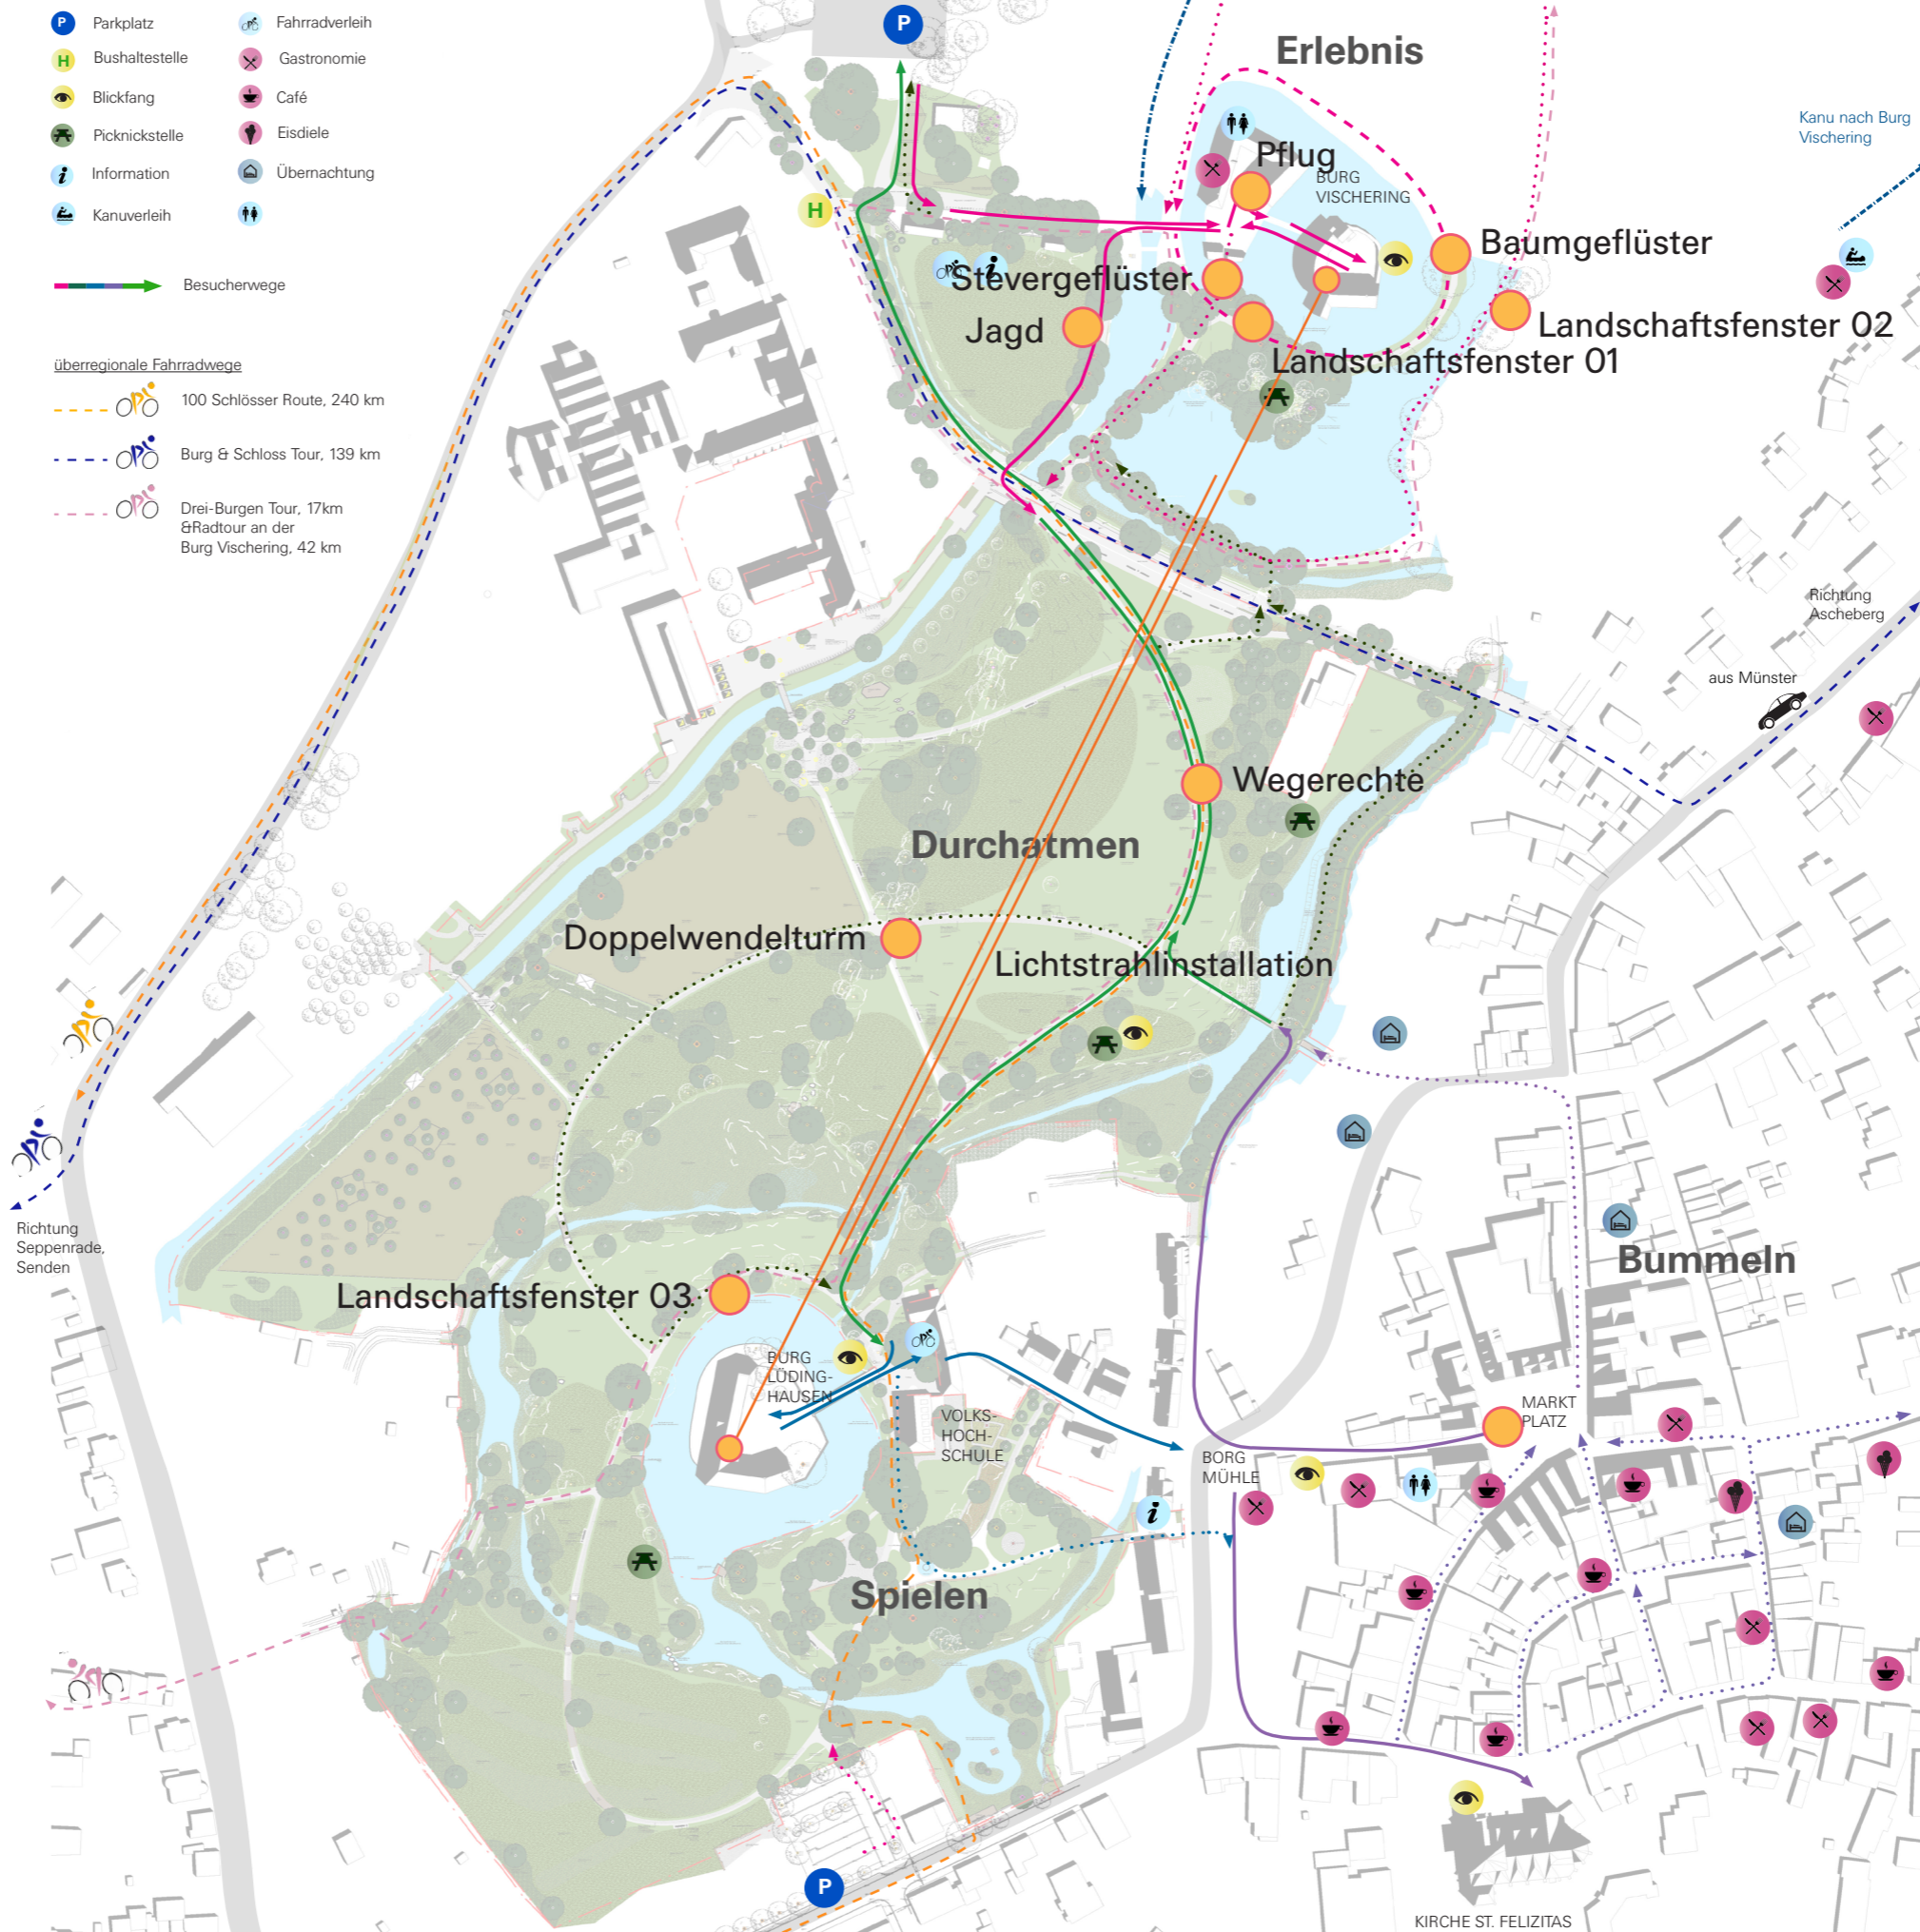 Parkplatz
Bushaltestelle
Blickfang
Picknickstelle
Information
Kanuverleih
Fahrradverleih
Gastronomie
Café
Eisdiele
Übernachtung
P
H
Besucherwege
überregionale Fahrradwege
100 Schlösser Route, 240 km
Burg & Schloss Tour, 139 km
Drei-Burgen Tour, 17km
&Radtour an der
Burg Vischering, 42 km
P
Erlebnis
Kanu nach Burg
Vischering
Pflug
BURG
VISCHERING
H
Baumgeflüster
Stevergeflüster
Landschaftsfenster 02
Jagd
Landschaftsfenster 01
Richtung
Ascheberg
aus Münster
Wegerechte
Durchatmen
Doppelwendelturm
Lichtstrahlinstallation
Richtung
Seppenrade,
Senden
Bummeln
Landschaftsfenster 03
BURG
LÜDING-
HAUSEN
VOLKS-
HOCH-
SCHULE
MARKT
PLATZ
BORG
MÜHLE
Spielen
P
KIRCHE ST. FELIZITAS